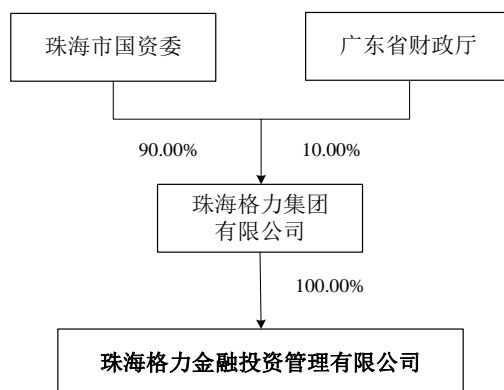 珠海市国资委
广东省财政厅
90.00%
10.00%
珠海格力集团
有限公司
100.00%
珠海格力金融投资管理有限公司